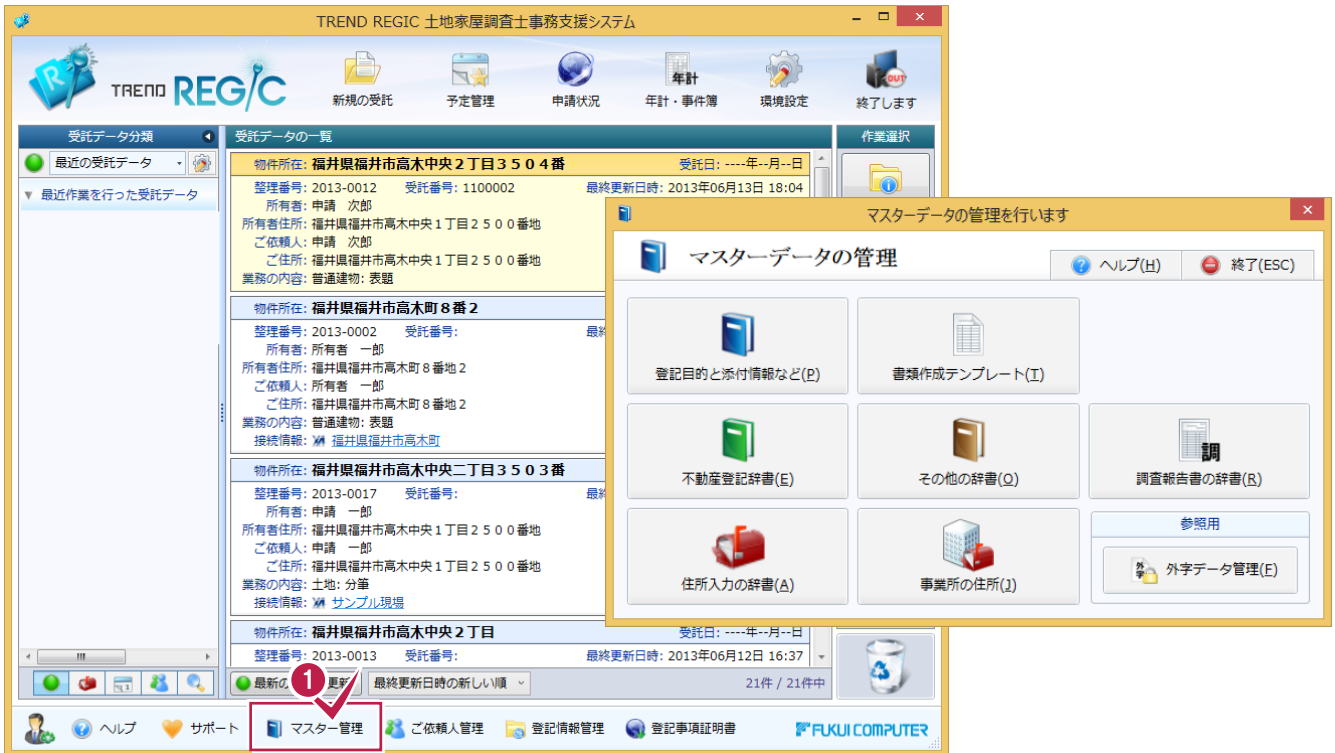 TREND REGIC 土地家屋調査士事務支援システム
TREND REGIC
新規の受託
予定管理
申請状況
年計
年計・事件簿
環境設定
OUT
終了します
受託データ分類
最近の受託データ
最近作業を行った受託データ
受託データの一覧
物件所在: 福井県福井市高木中央2丁目3504番 受託日: ----年--月--日
整理番号: 2013-0012 受託番号: 1100002 最終更新日時: 2013年06月13日 18:04
所有者: 申請 次郎
所有者住所: 福井県福井市高木中央1丁目2500番地
ご依頼人: 申請 次郎
ご住所: 福井県福井市高木中央1丁目2500番地
業務の内容: 普通建物: 表題
物件所在: 福井県福井市高木町8番2
整理番号: 2013-0002 受託番号:
所有者: 所有者 一郎
所有者住所: 福井県福井市高木町8番地2
ご依頼人: 所有者 一郎
ご住所: 福井県福井市高木町8番地2
業務の内容: 普通建物: 表題
接続情報: 福井県福井市高木町
物件所在: 福井県福井市高木中央二丁目3503番
整理番号: 2013-0017 受託番号:
所有者: 申請 一郎
所有者住所: 福井県福井市高木中央1丁目2500番地
ご依頼人: 申請 一郎
ご住所: 福井県福井市高木中央1丁目2500番地
業務の内容: 土地: 分筆
接続情報: サンプル現場
物件所在: 福井県福井市高木中央2丁目 受託日: ----年--月--日
整理番号: 2013-0013 受託番号: 最終更新日時: 2013年06月12日 16:37
最終更新日時の新しい順
21件 / 21件中
作業選択
マスターデータの管理を行います
マスターデータの管理
ヘルプ(H)
終了(ESC)
登記目的と添付情報など(P)
書類作成テンプレート(T)
不動産登記辞書(E)
その他の辞書(O)
調
調査報告書の辞書(R)
住所入力の辞書(A)
事業所の住所(J)
参照用
外字データ管理(F)
1
ヘルプ
サポート
マスター管理
ご依頼人管理
登記情報管理
登記事項証明書
FUKUI COMPUTER